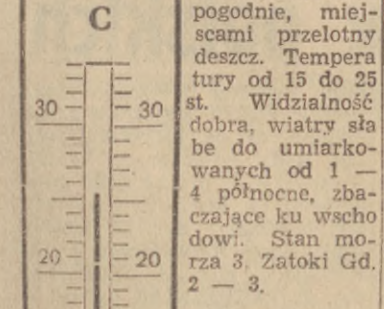 C
30 30
20 20
pogodnie, miej-
scami przelotny
deszcz. Tempera
tury od 15 do 25
st. Widzialność
dobra, wiatry sła
be do umiarko-
wanych od 1 —
4 północne, zba-
czające ku wscho
dowi. Stan mo-
rza 3. Zatoki Gd.
2 — 3.